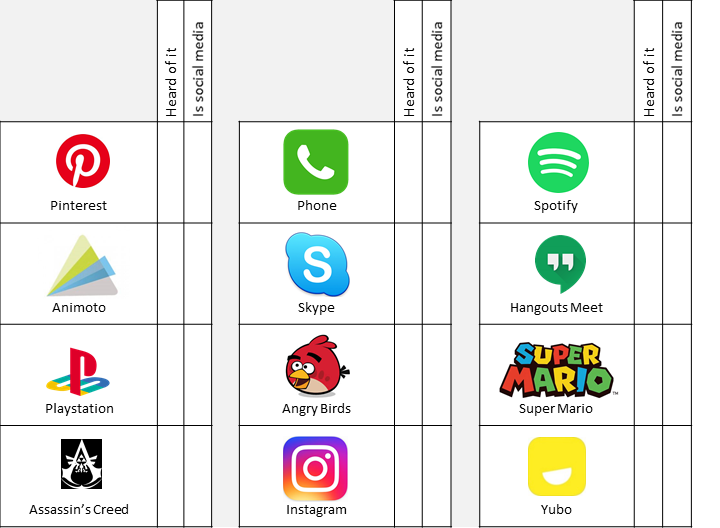 Heard of it
Is social media
Heard of it
Is social media
Heard of it
Is social media
Pinterest
Phone
Spotify
S
Animoto
Skype
Hangouts Meet
SUPER
MARIO™
Playstation
Angry Birds
Super Mario
Assassin's Creed
Instagram
Yubo